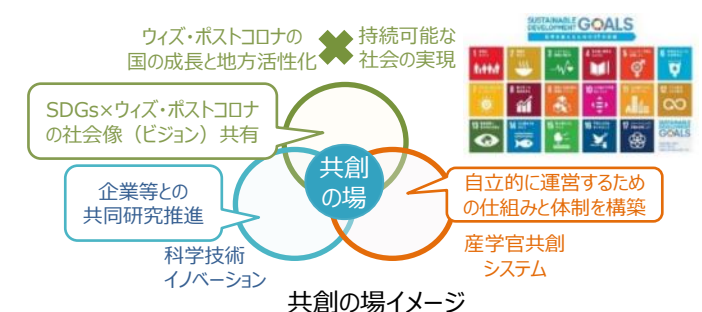 ウィズ・ポストコロナの
国の成長と地方活性化
持続可能な
社会の実現
SUSTAINABLE
DEVELOPMENT GOALS
SDGs×ウィズ・ポストコロナ
の社会像（ビジョン）共有
共創
の場
企業等との
共同研究推進
自立的に運営するため
の仕組みと体制を構築
科学技術
イノベーション
産学官共創
システム
共創の場イメージ